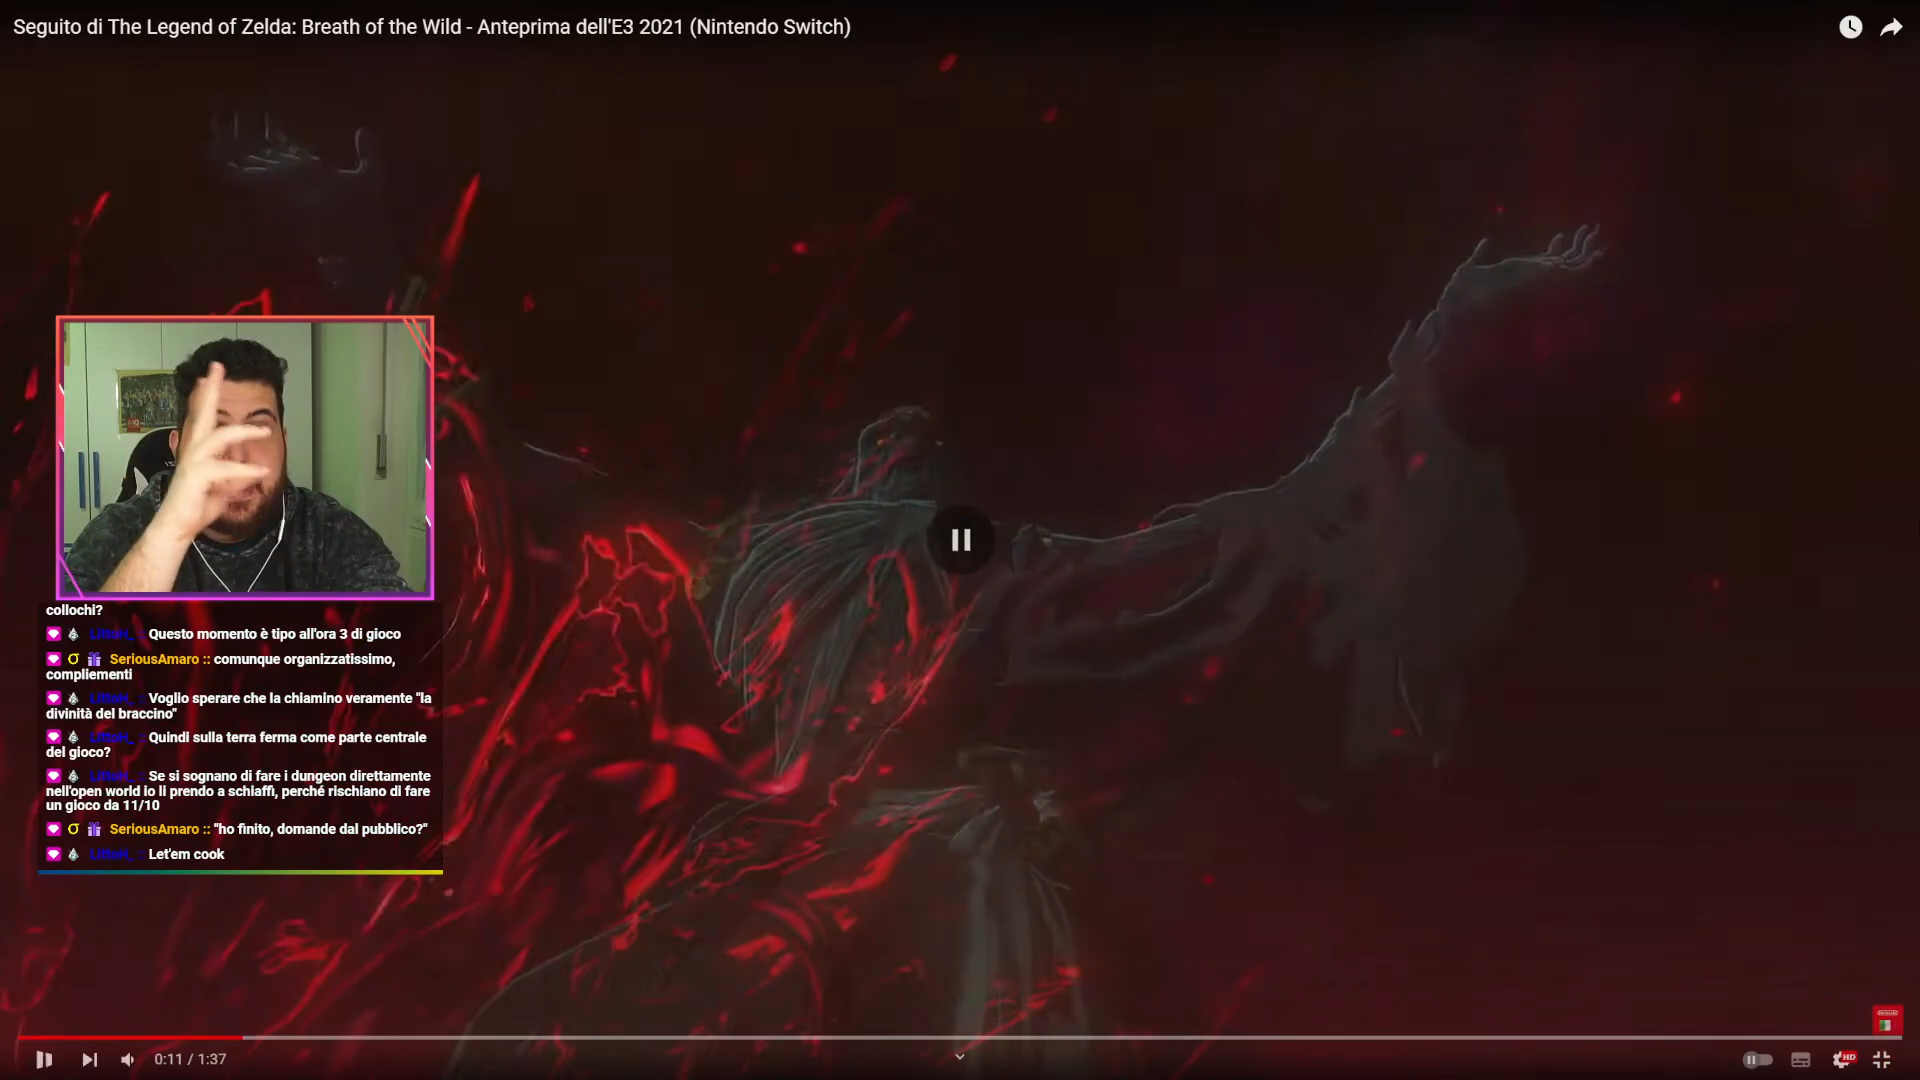 Seguito di The Legend of Zelda: Breath of the Wild - Anteprima dell'E3 2021 (Nintendo Switch)
collochi?
Questo momento è tipo all'ora 3 di gioco
SeriousAmaro :: comunque organizzatissimo,
compliementi
Voglio sperare che la chiamino veramente "la
divinità del braccino"
Quindi sulla terra ferma come parte centrale
del gioco?
Se si sognano di fare i dungeon direttamente
nell'open world io li prendo a schiaffi, perché rischiano di fare
un gioco da 11/10
SeriousAmaro :: "ho finito, domande dal pubblico?"
Let'em cook
0:11 / 1:37
HD